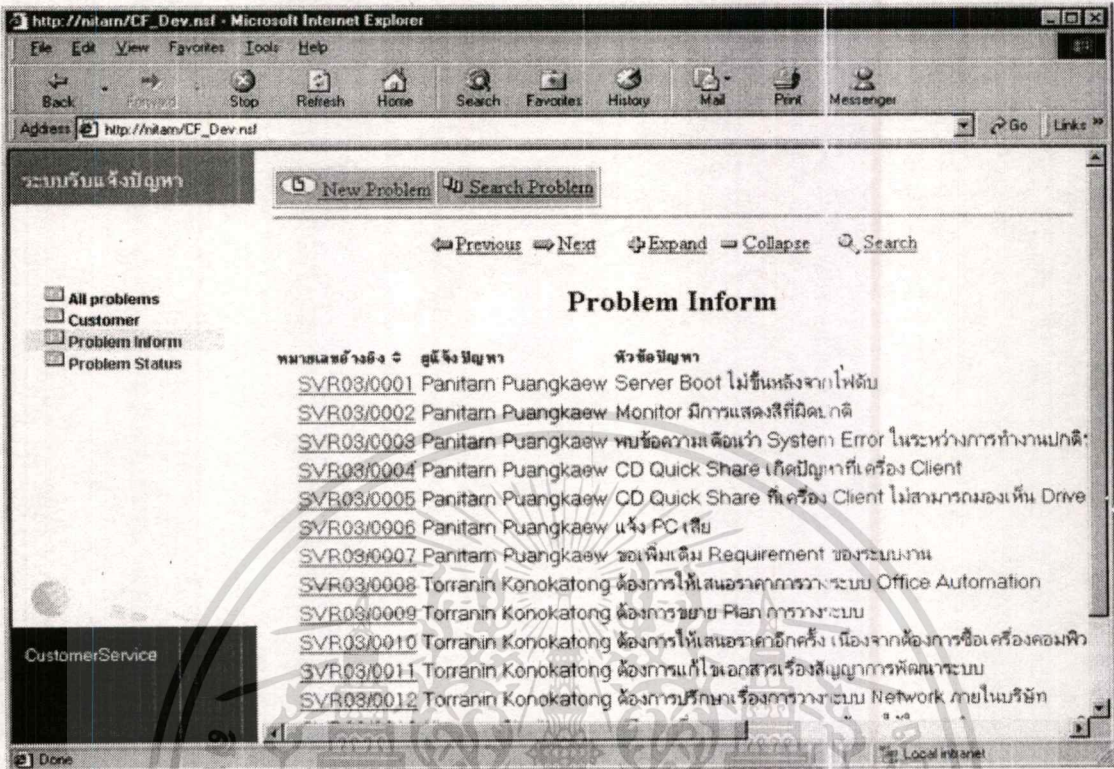 http://nitarn/CF_Dev.nsf - Microsoft Internet Explorer
File Edit View Favorites Tools Help
Back Forward Stop Refresh Home Search Favorites History Mail Print Messenger
Address http://nitarn/CF_Dev.nsf Go Links »
ระบบรับแจ้งปัญหา
New Problem Search Problem
Previous Next Expand Collapse Search
All problems
Customer
Problem Inform
Problem Status
Problem Inform
หมายเลขอ้างอิง ผู้แจ้งปัญหา หัวข้อปัญหา
SVR03/0001 Panitarn Puangkaew Server Boot ไม่ขึ้นหลังจากไฟดับ
SVR03/0002 Panitarn Puangkaew Monitor มีการแสดงสีที่ผิดปกติ
SVR03/0003 Panitarn Puangkaew พบข้อความเตือนว่า System Error ในระหว่างการทำงานปกติ
SVR03/0004 Panitarn Puangkaew CD Quick Share เกิดปัญหาที่เครื่อง Client
SVR03/0005 Panitarn Puangkaew CD Quick Share ที่เครื่อง Client ไม่สามารถมองเห็น Drive
SVR03/0006 Panitarn Puangkaew แจ้ง PC เสีย
SVR03/0007 Panitarn Puangkaew ขอเพิ่มเติม Requirement ของระบบงาน
SVR03/0008 Torranin Konokatong ต้องการให้เสนอราคาการวางระบบ Office Automation
SVR03/0009 Torranin Konokatong ต้องการขยาย Plan การวางระบบ
SVR03/0010 Torranin Konokatong ต้องการให้เสนอราคาอีกครั้ง เนื่องจากต้องการซื้อเครื่องคอมพิว
SVR03/0011 Torranin Konokatong ต้องการแก้ไขเอกสารเรื่องสัญญาการพัฒนาระบบ
SVR03/0012 Torranin Konokatong ต้องการปรึกษาเรื่องการวางระบบ Network ภายในบริษัท
CustomerService
Done Local intranet